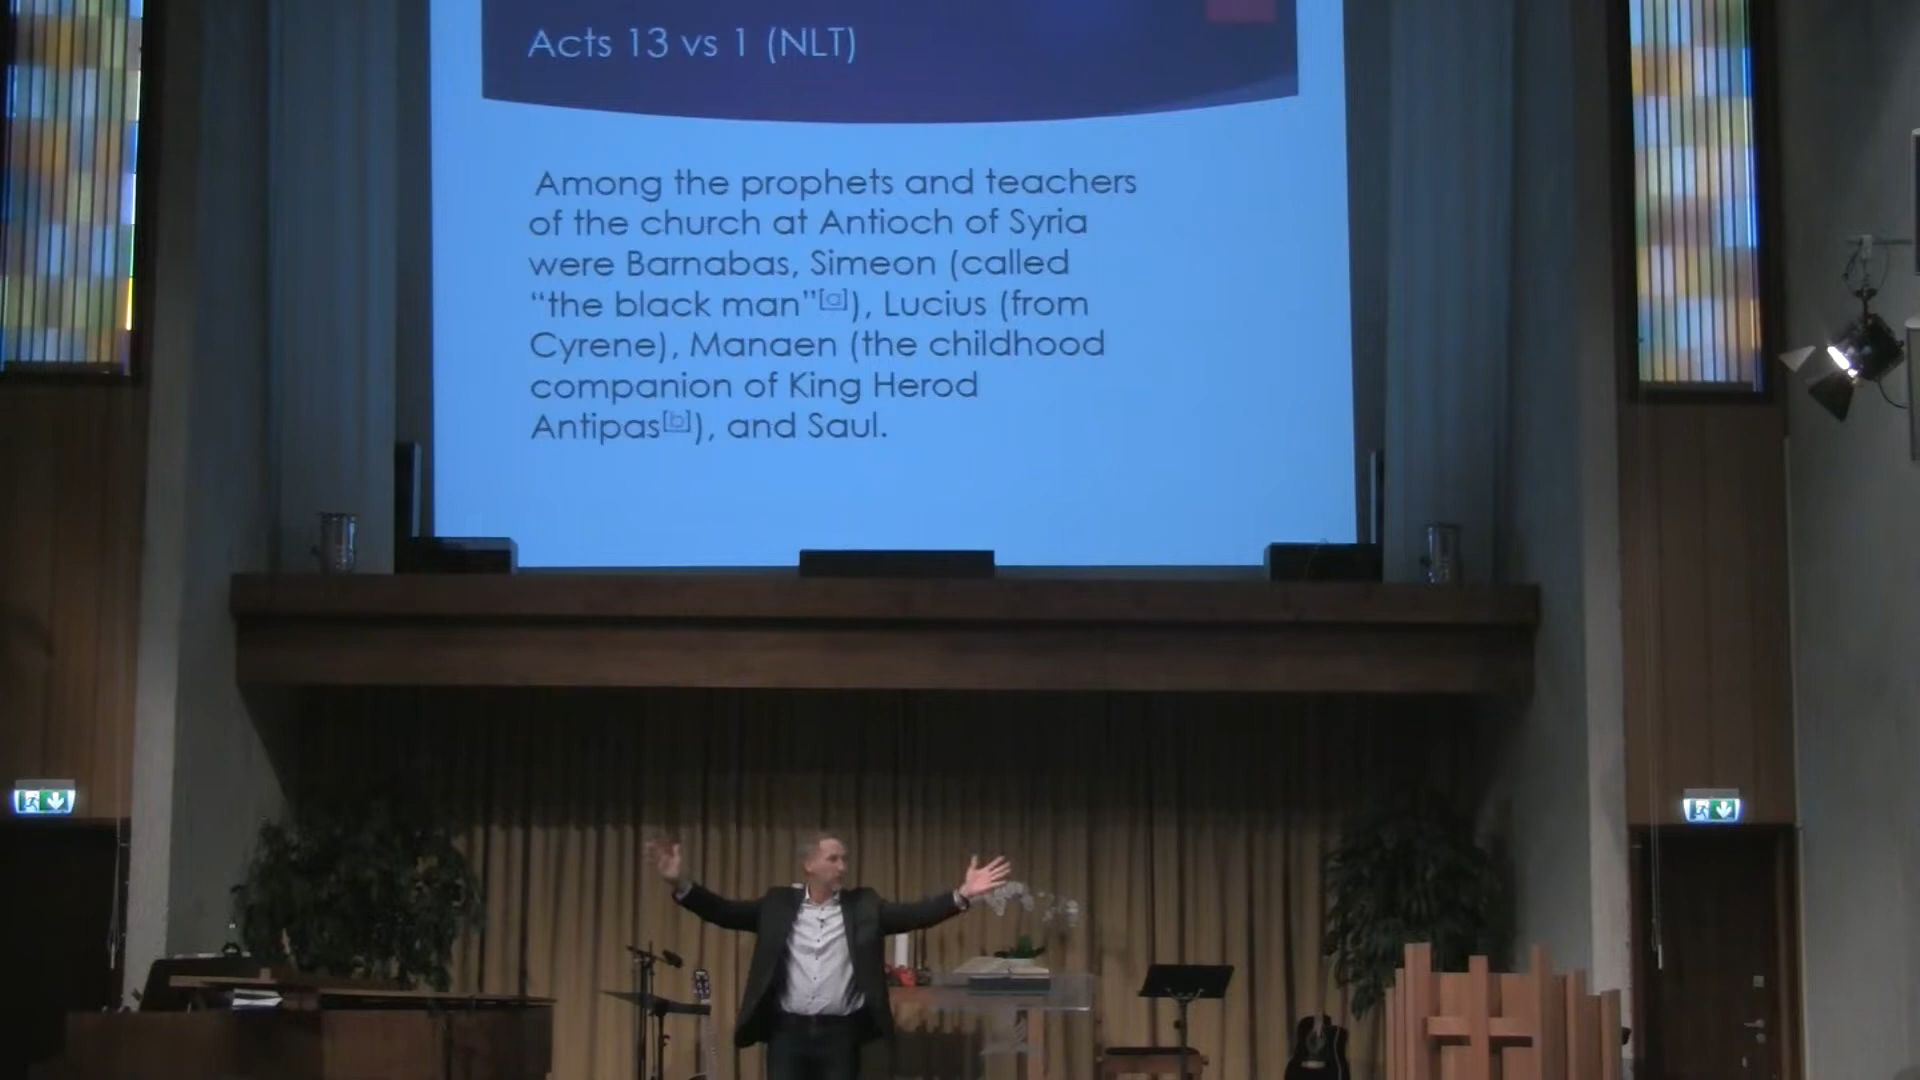 Acts 13 vs 1 (NLT)
Among the prophets and teachers
of the church at Antioch of Syria
were Barnabas, Simeon (called
“the black man”[a]), Lucius (from
Cyrene), Manaen (the childhood
companion of King Herod
Antipas[b]), and Saul.